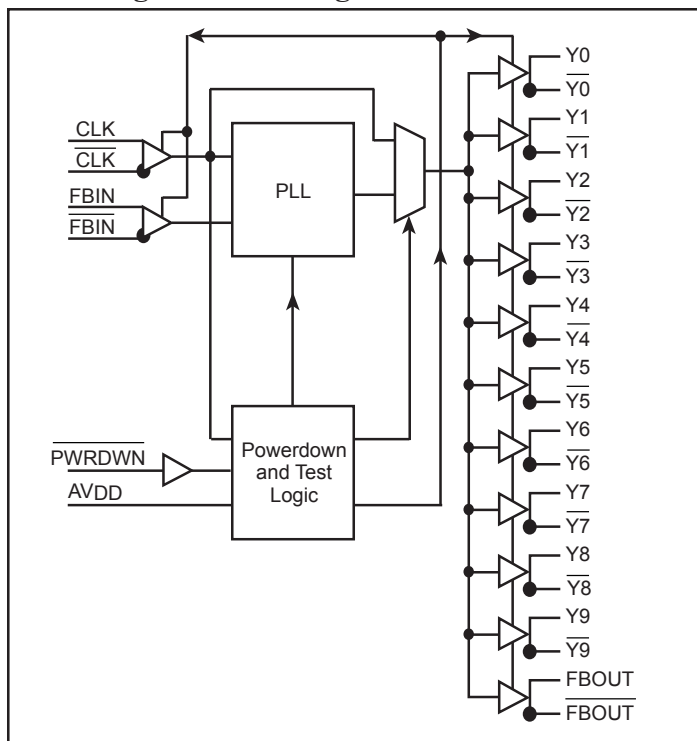 CLK
CLK
FBIN
FBIN
PLL
PWRDWN
AVDD
Powerdown
and Test
Logic
Y0
Y0
Y1
Y1
Y2
Y2
Y3
Y3
Y4
Y4
Y5
Y5
Y6
Y6
Y7
Y7
Y8
Y8
Y9
Y9
FBOUT
FBOUT